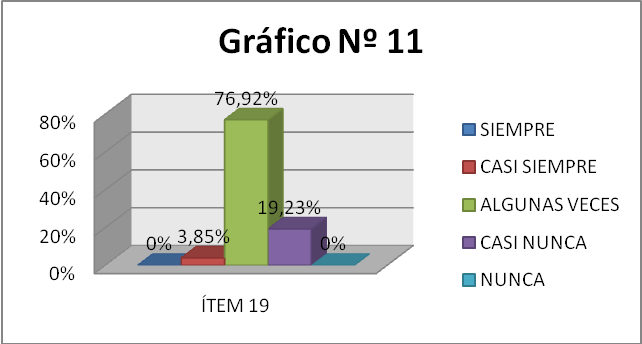 Gráfico Nº 11
76,92%
80%
60%
40%
20%
0%
0%
3,85%
19,23%
0%
ÍTEM 19
SIEMPRE
CASI SIEMPRE
ALGUNAS VECES
CASI NUNCA
NUNCA